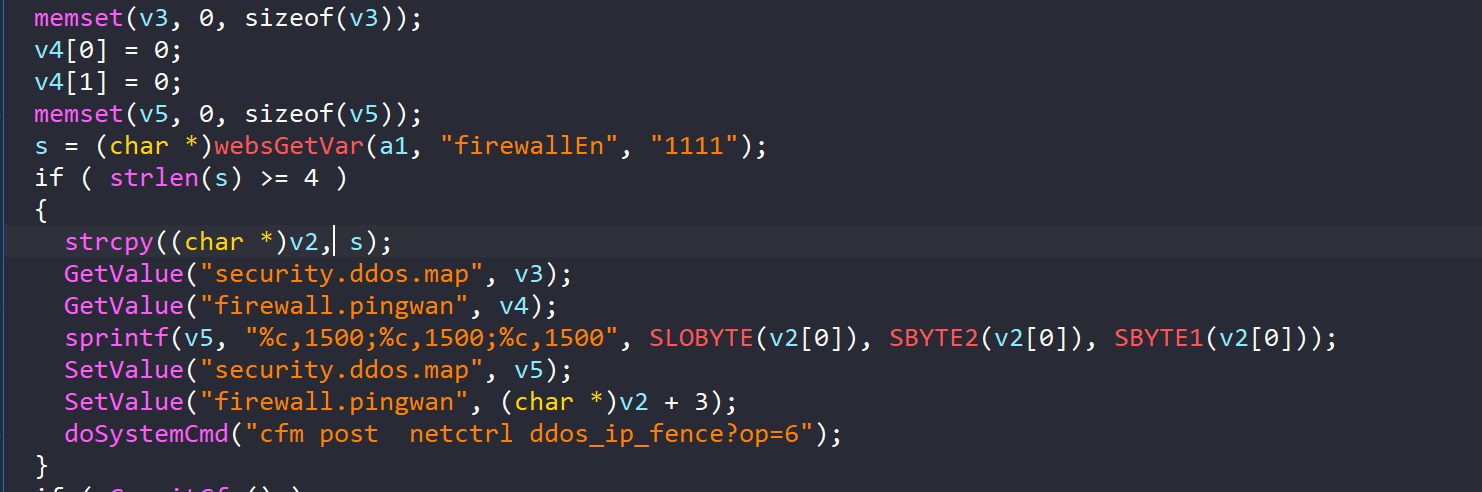 memset(v3, 0, sizeof(v3));
v4[0] = 0;
v4[1] = 0;
memset(v5, 0, sizeof(v5));
s = (char *)websGetVar(a1, "firewallEn", "1111");
if ( strlen(s) >= 4 )
{
strcpy((char *)v2, s);
GetValue("security.ddos.map", v3);
GetValue("firewall.pingwan", v4);
sprintf(v5, "%c,1500;%c,1500;%c,1500", SLOBYTE(v2[0]), SBYTE2(v2[0]), SBYTE1(v2[0]));
SetValue("security.ddos.map", v5);
SetValue("firewall.pingwan", (char *)v2 + 3);
doSystemCmd("cfm post  netctrl ddos_ip_fence?op=6");
}